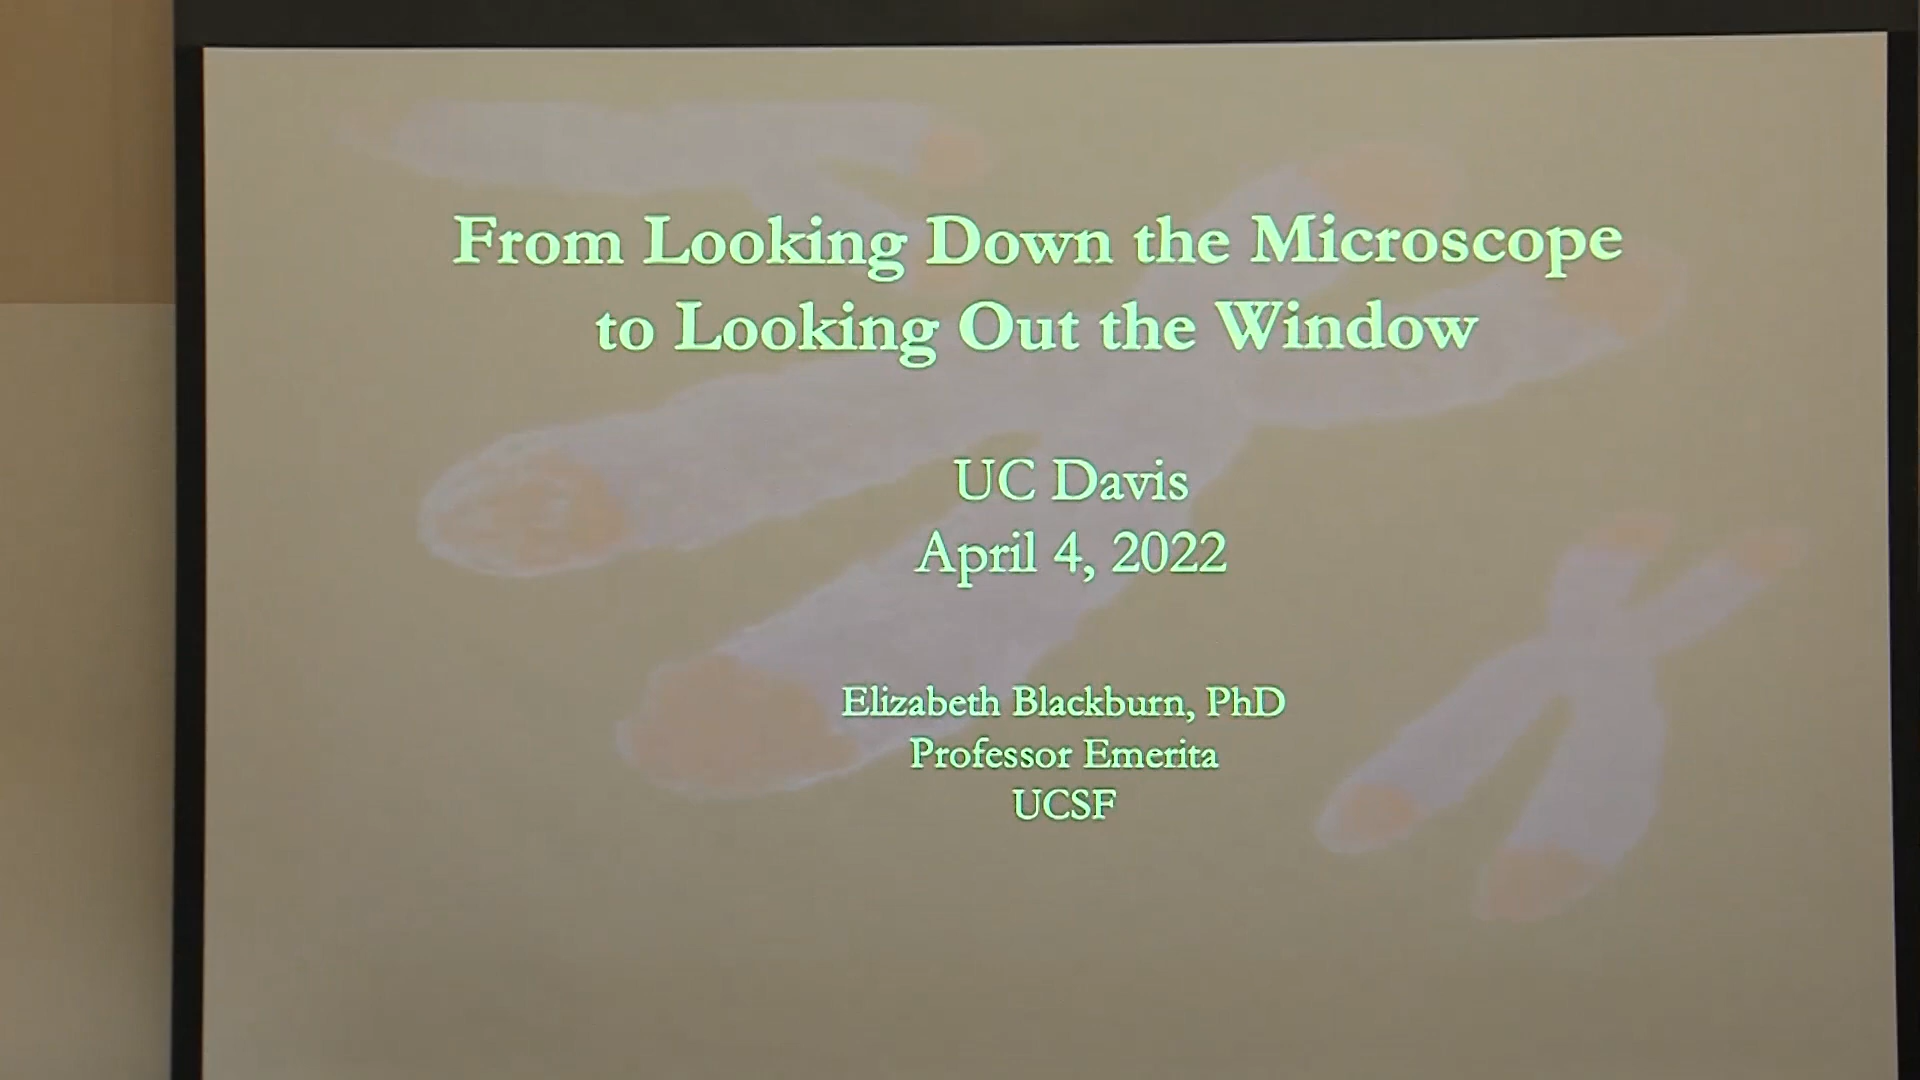 From Looking Down the Microscope
to Looking Out the Window
UC Davis
April 4, 2022
Elizabeth Blackburn, PhD
Professor Emerita
UCSF